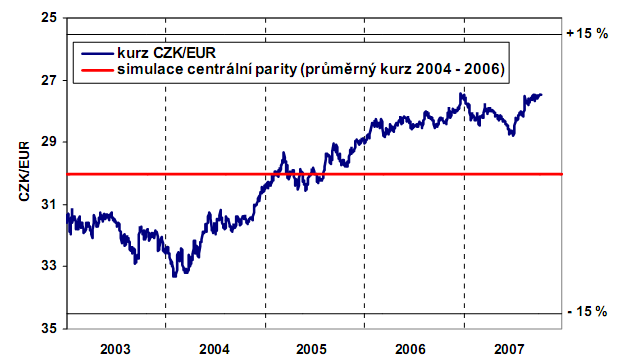 25
+15 %
kurz CZK/EUR
simulace centrální parity (průměrný kurz 2004 - 2006)
27
29
CZK/EUR
31
33
- 15 %
35
2003 2004 2005 2006 2007